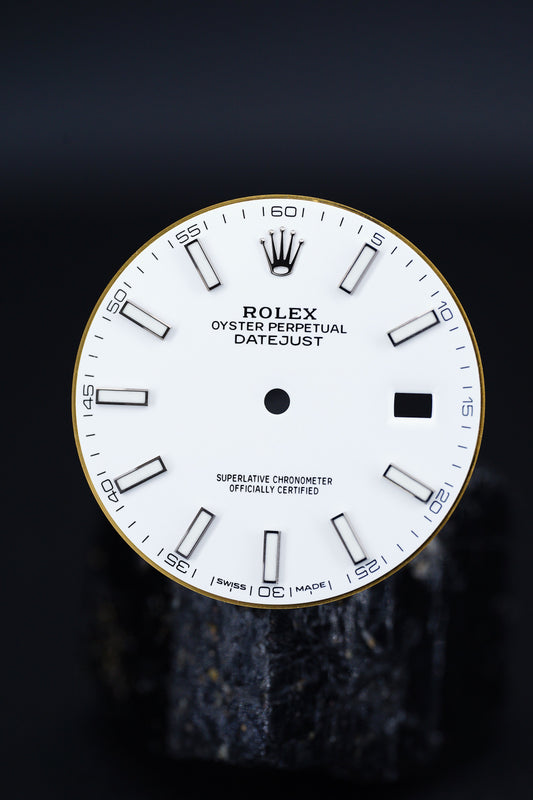 60
5
10
15
20
25
30
35
40
45
50
55
ROLEX
OYSTER PERPETUAL
DATEJUST
SUPERLATIVE CHRONOMETER
OFFICIALLY CERTIFIED
SWISS MADE